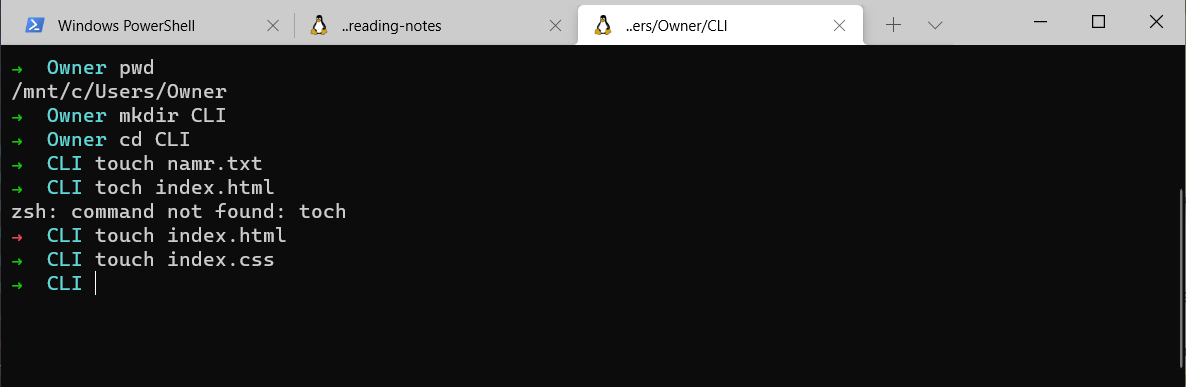 Windows PowerShell
..reading-notes
..ers/Owner/CLI
→ Owner pwd
/mnt/c/Users/Owner
→ Owner mkdir CLI
→ Owner cd CLI
→ CLI touch namr.txt
→ CLI toch index.html
zsh: command not found: toch
→ CLI touch index.html
→ CLI touch index.css
→ CLI